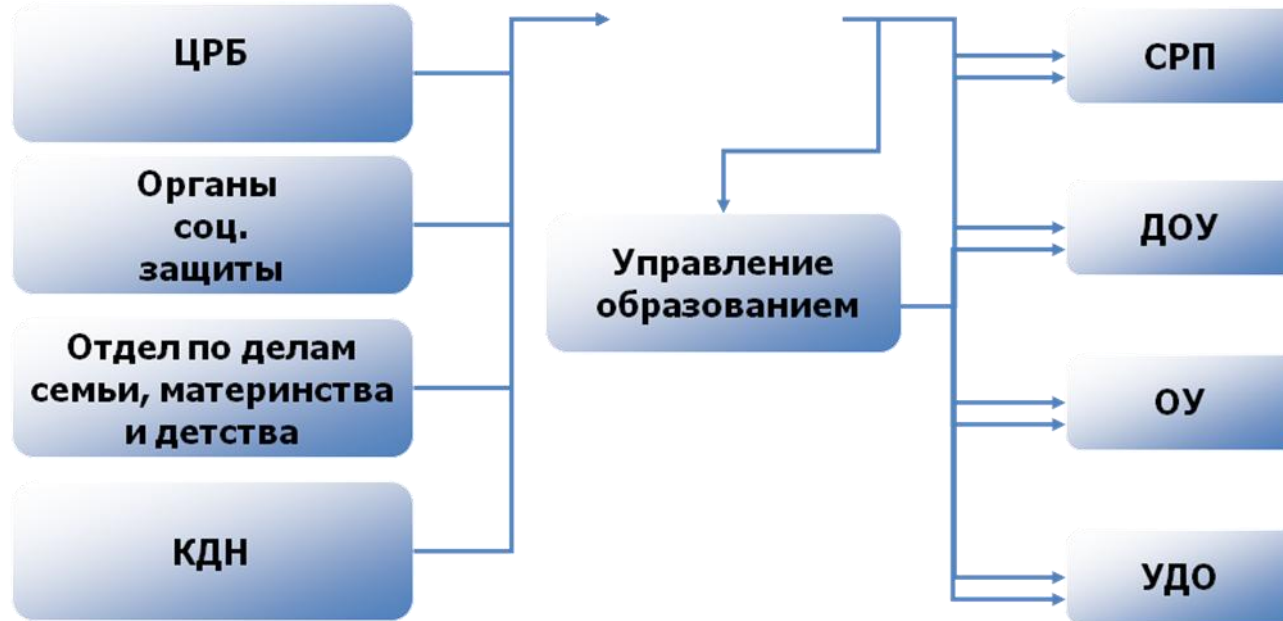 ЦРБ
Органы
соц.
защиты
Отдел по делам
семьи, материнства
и детства
КДН
Управление
образованием
СРП
ДОУ
ОУ
УДО